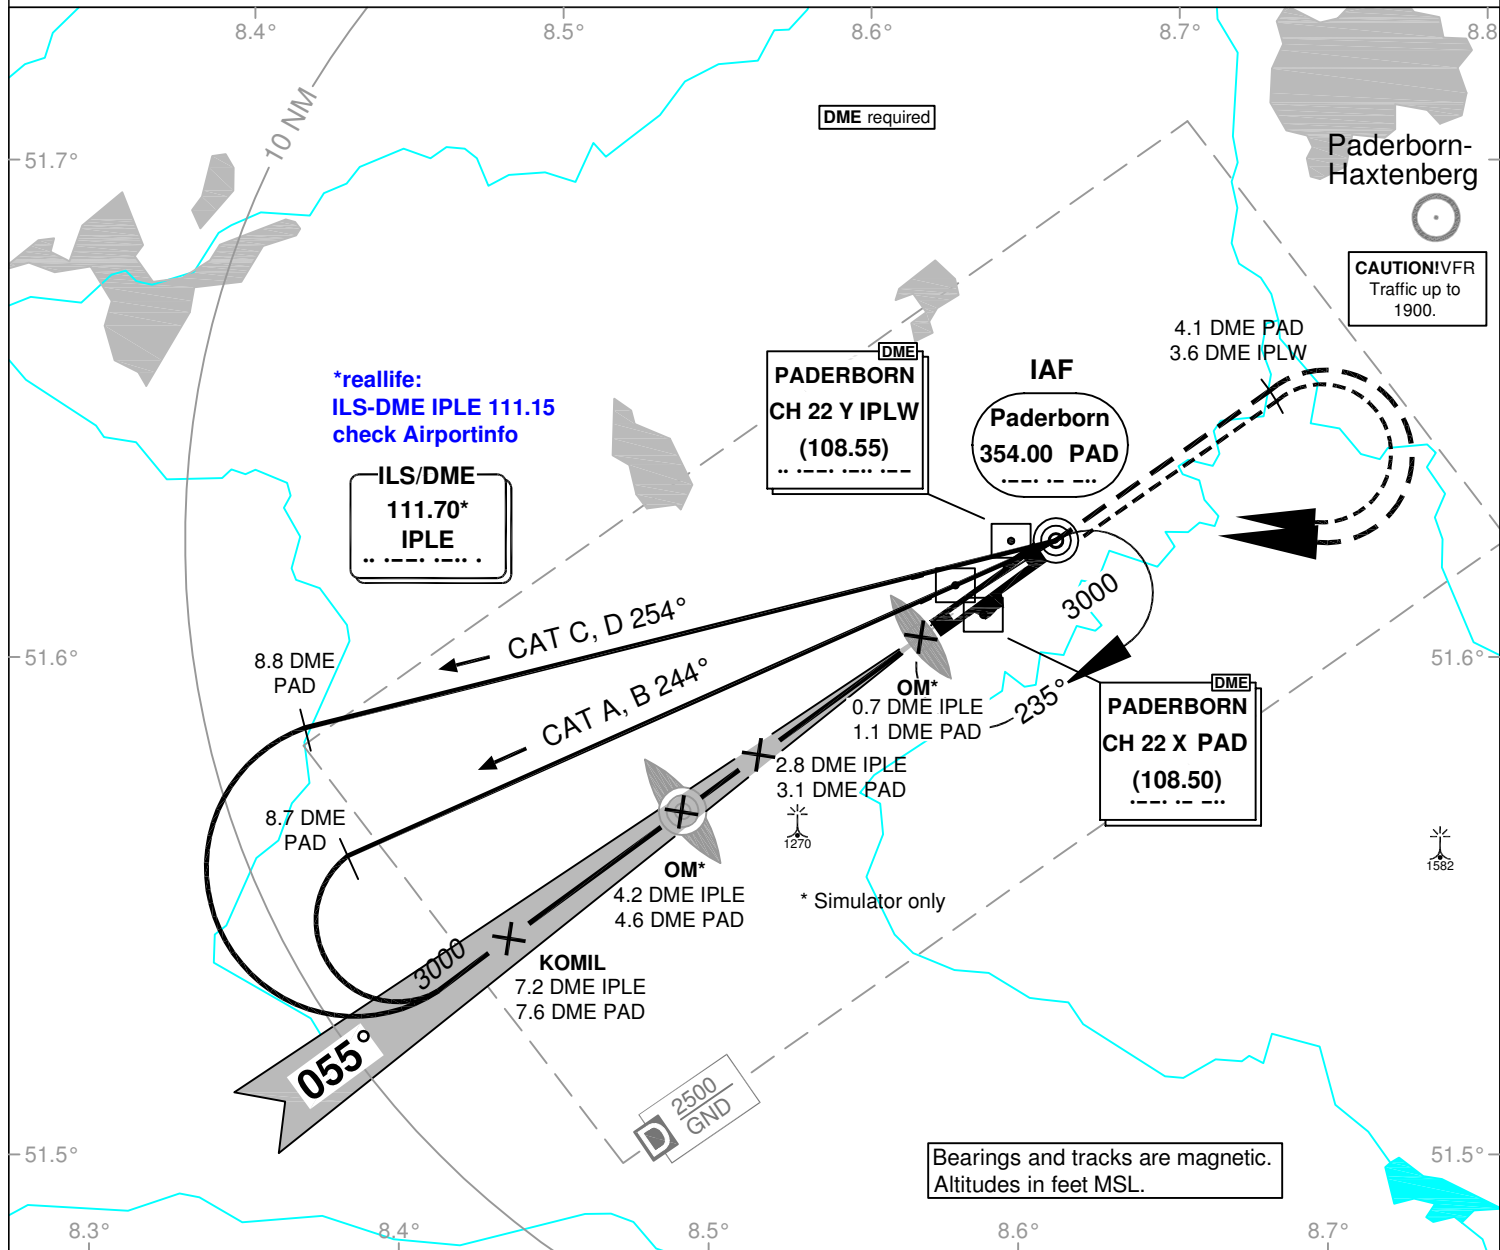 8.4°
8.5°
8.6°
8.7°
8.8
10 NM
DME required
51.7°
Paderborn-
Haxtenberg
CAUTION!VFR
Traffic up to
1900.
4.1 DME PAD
3.6 DME IPLW
*reallife:
ILS-DME IPLE 111.15
check Airportinfo
ILS/DME
111.70*
IPLE
DME
PADERBORN
CH 22 Y IPLW
(108.55)
IAF
Paderborn
354.00 PAD
3000
235°
CAT C, D 254°
CAT A, B 244°
8.8 DME
PAD
8.7 DME
PAD
51.6°
51.6°
OM*
0.7 DME IPLE
1.1 DME PAD
2.8 DME IPLE
3.1 DME PAD
DME
PADERBORN
CH 22 X PAD
(108.50)
1270
1582
OM*
4.2 DME IPLE
4.6 DME PAD
* Simulator only
3000
KOMIL
7.2 DME IPLE
7.6 DME PAD
055°
D
2500
GND
51.5°
51.5°
Bearings and tracks are magnetic.
Altitudes in feet MSL.
8.3°
8.4°
8.5°
8.6°
8.7°